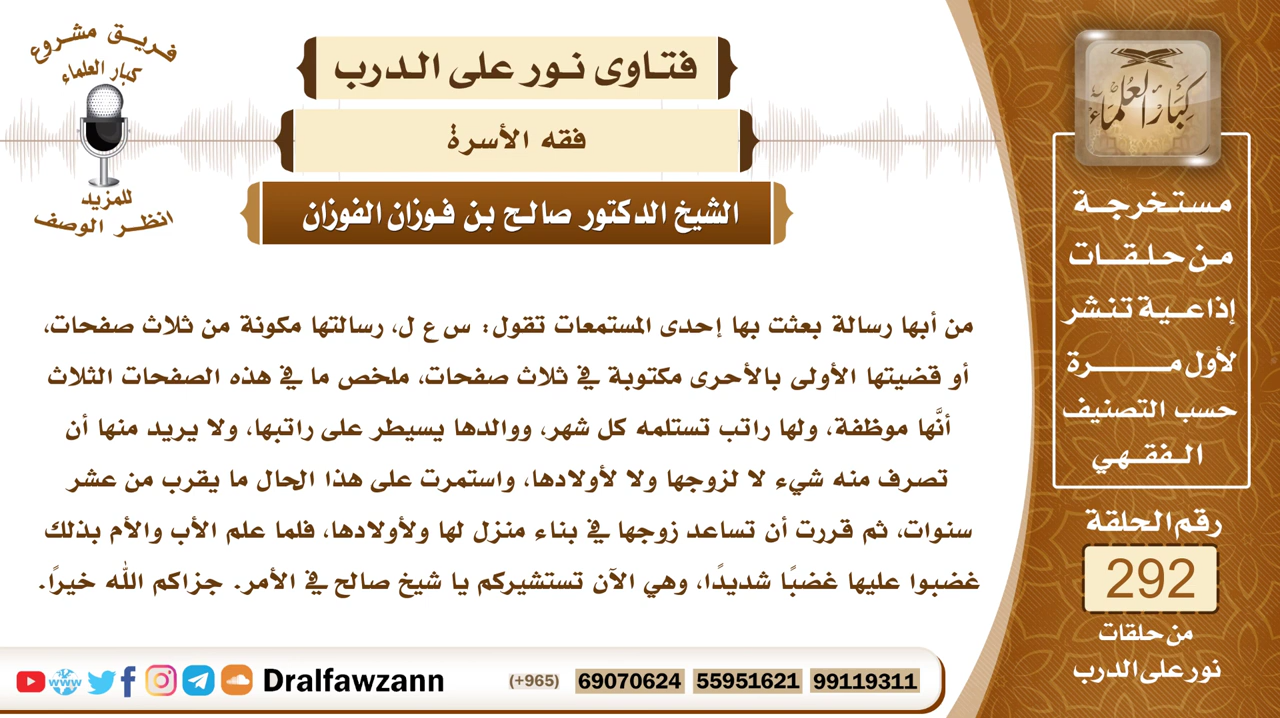 فريق مشروع
كبار العلماء
للمزيد
انظر الوصف
فتاوى نور على الدرب
فقه الأسرة
الشيخ الدكتور صالح بن فوزان الفوزان
من أبها رسالة بعثت بها إحدى المستمعات تقول: س ع ل، رسالتها مكونة من ثلاث صفحات،
أو قضيتها الأولى بالأحرى مكتوبة في ثلاث صفحات، ملخص ما في هذه الصفحات الثلاث
أنَّها موظفة، ولها راتب تستلمه كل شهر، ووالدها يسيطر على راتبها، ولا يريد منها أن
تصرف منه شيء لا لزوجها ولا لأولادها، واستمرت على هذا الحال ما يقرب من عشر
سنوات، ثم قررت أن تساعد زوجها في بناء منزل لها ولأولادها، فلما علم الأب والأم بذلك
غضبوا عليها غضبًا شديدًا، وهي الآن تستشيركم يا شيخ صالح في الأمر. جزاكم الله خيرًا.
كبار العلماء
مستخرجة
من حلقات
إذاعية تنشر
لأول مرة
حسب التصنيف
الفقهي
رقم الحلقة
292
من حلقات
نور على الدرب
www Dralfawzann (+965) 69070624 55951621 99119311